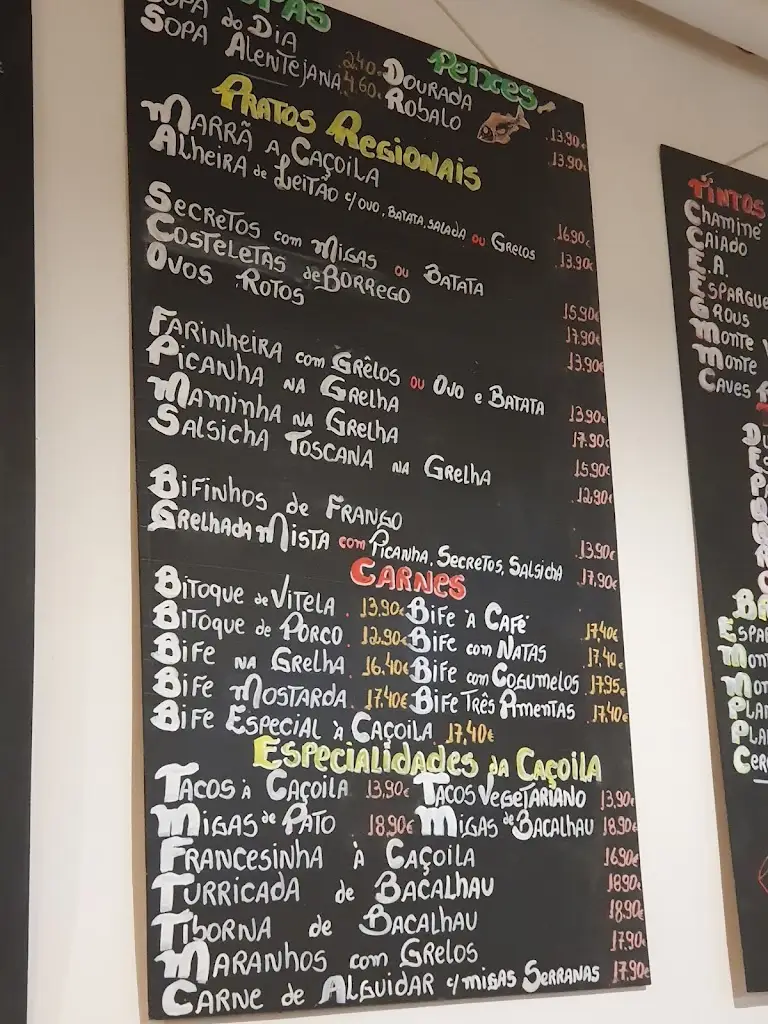 SOPAS
SOPA do DIA 2.40€
SOPA ALENTEJANA 4.60€
PEIXES
DOURADA 13.90€
ROBALO 13.90€
PRATOS REGIONAIS
MARRÃ A CAÇOILA 16.90€
ALHEIRA de LEITÃO c/ OVO, BATATA, SALADA OU GRELOS 13.90€
SECRETOS com MIGAS OU BATATA 15.90€
COSTELETAS de BORREGO 17.90€
OVOS ROTOS 13.90€
FARINHEIRA com GRÊLOS OU OVO e BATATA 13.90€
PICANHA NA GRELHA 17.90€
MAMINHA NA GRELHA 15.90€
SALSICHA TOSCANA NA GRELHA 12.90€
BIFINHOS de FRANGO 13.90€
GRELHADA MISTA com PICANHA, SECRETOS, SALSICHA 17.90€
CARNES
BITOQUE de VITELA 13.90€ BIFE À CAFÉ 17.40€
BITOQUE de PORCO 12.90€ BIFE com NATAS 17.40€
BIFE NA GRELHA 16.40€ BIFE com COGUMELOS 17.95€
BIFE MOSTARDA 17.40€ BIFE TRÊS PIMENTAS 17.40€
BIFE ESPECIAL À CAÇOILA 17.40€
ESPECIALIDADES DA CAÇOILA
TACOS À CAÇOILA 13.90€ TACOS VEGETARIANO 13.90€
MIGAS de PATO 18.90€ MIGAS de BACALHAU 18.90€
FRANCESINHA À CAÇOILA 16.90€
TURRICADA de BACALHAU 18.90€
TIBORNA de BACALHAU 18.90€
MARANHOS com GRELOS 17.90€
CARNE de ALGUIDAR c/ MIGAS SERRANAS 17.90€
TINTOS
CHAMINÉ
CAIADO
E.A.
GROUS
MONTE
MONTE
CAVES